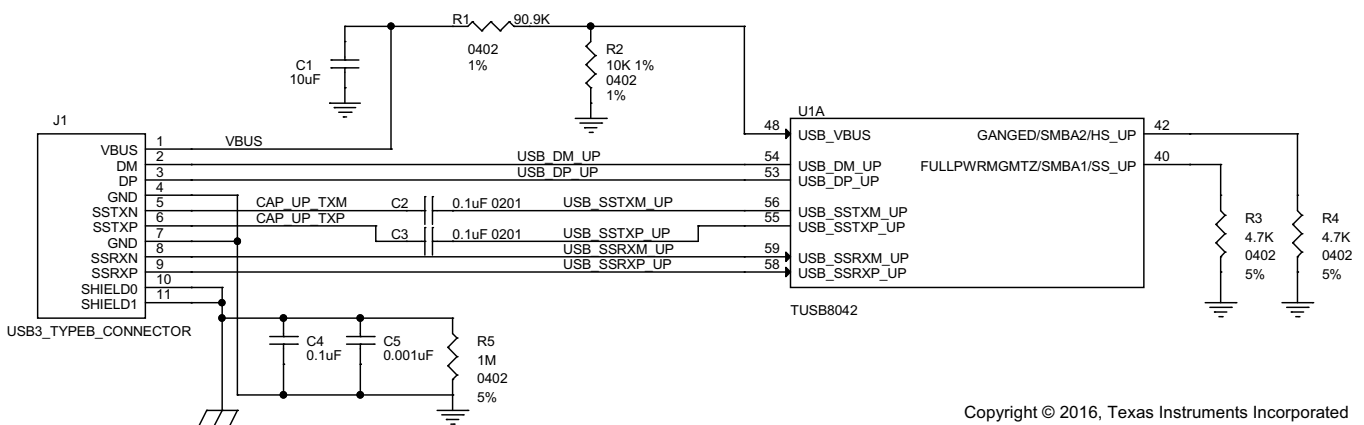 R1 90.9K
0402
1%
C1
10uF
R2
10K 1%
0402
1%
J1
USB3_TYPEB_CONNECTOR
VBUS 1 VBUS
DM 2 USB_DM_UP
DP 3 USB_DP_UP
GND 4
SSTXN 5 CAP_UP_TXM C2 0.1uF 0201 USB_SSTXM_UP
SSTXP 6 CAP_UP_TXP C3 0.1uF 0201 USB_SSTXP_UP
GND 7
SSRXN 8 USB_SSRXM_UP
SSRXP 9 USB_SSRXP_UP
SHIELD0 10
SHIELD1 11
U1A
48 USB_VBUS
54 USB_DM_UP
53 USB_DP_UP
56 USB_SSTXM_UP
55 USB_SSTXP_UP
59 USB_SSRXM_UP
58 USB_SSRXP_UP
GANGED/SMBA2/HS_UP 42
FULLPWRMGMTZ/SMBA1/SS_UP 40
TUSB8042
R3
4.7K
0402
5%
R4
4.7K
0402
5%
C4
0.1uF
C5
0.001uF
R5
1M
0402
5%
Copyright © 2016, Texas Instruments Incorporated